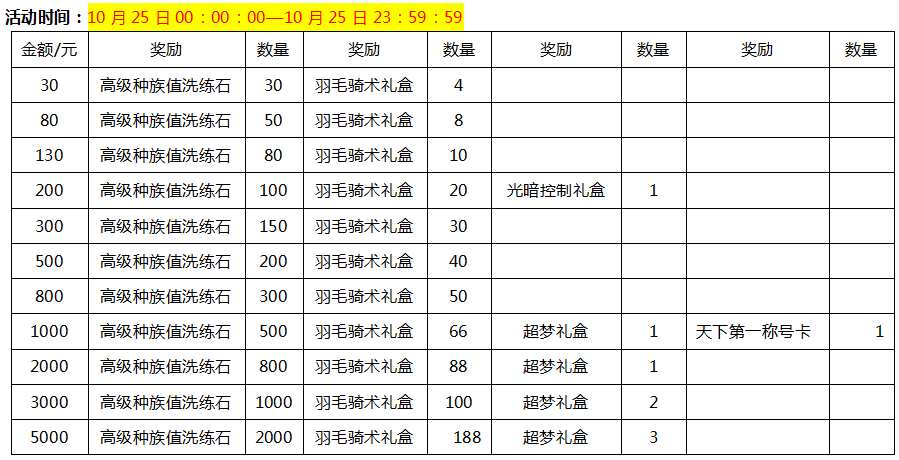 活动时间：10 月 25 日 00：00：00—10 月 25 日 23：59：59
金额/元 奖励 数量 奖励 数量 奖励 数量 奖励 数量
30 高级种族值洗练石 30 羽毛骑术礼盒 4
80 高级种族值洗练石 50 羽毛骑术礼盒 8
130 高级种族值洗练石 80 羽毛骑术礼盒 10
200 高级种族值洗练石 100 羽毛骑术礼盒 20 光暗控制礼盒 1
300 高级种族值洗练石 150 羽毛骑术礼盒 30
500 高级种族值洗练石 200 羽毛骑术礼盒 40
800 高级种族值洗练石 300 羽毛骑术礼盒 50
1000 高级种族值洗练石 500 羽毛骑术礼盒 66 超梦礼盒 1 天下第一称号卡 1
2000 高级种族值洗练石 800 羽毛骑术礼盒 88 超梦礼盒 1
3000 高级种族值洗练石 1000 羽毛骑术礼盒 100 超梦礼盒 2
5000 高级种族值洗练石 2000 羽毛骑术礼盒 188 超梦礼盒 3